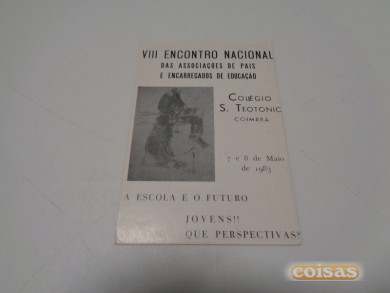 VIII ENCONTRO NACIONAL
DAS ASSOCIAÇÕES DE PAIS
E ENCARREGADOS DE EDUCAÇÃO
COLÉGIO
S. TEOTONIO
COIMBRA
7 e 8 de Maio
de 1983
A ESCOLA E O FUTURO
JOVENS!!
QUE PERSPECTIVAS?
coisas